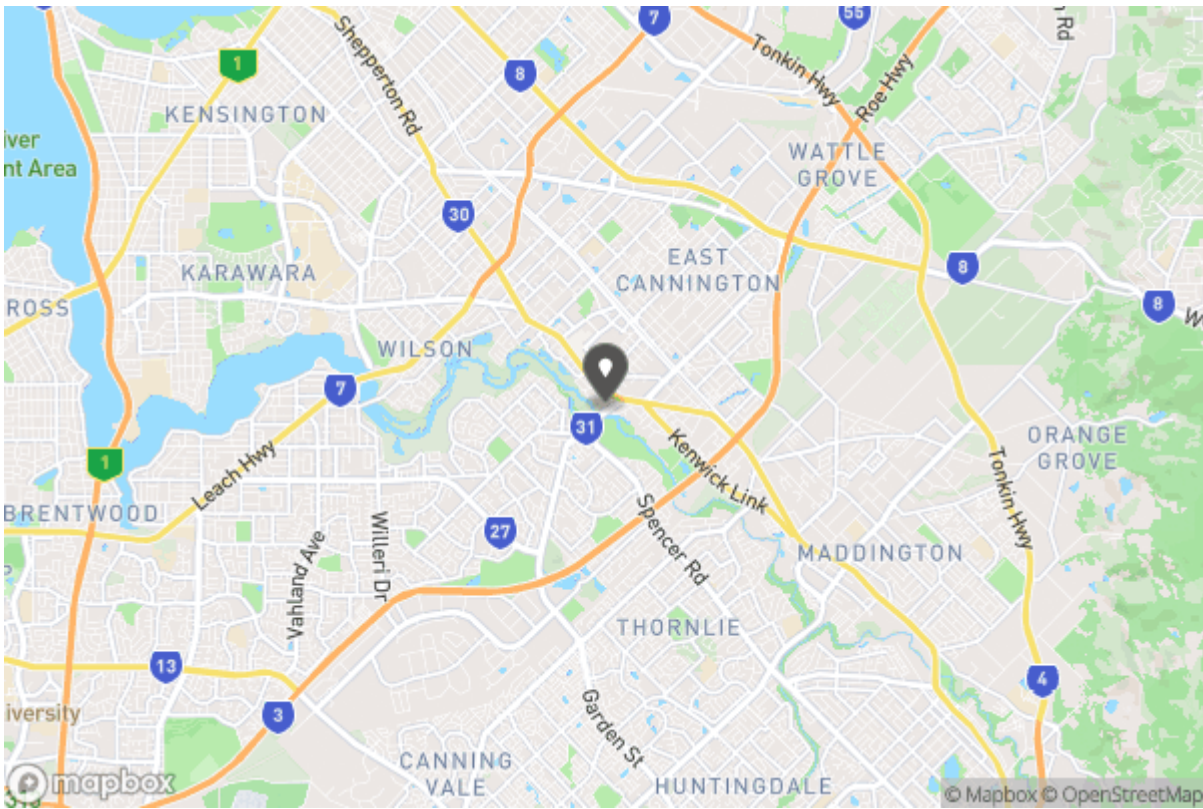 7
55
Tonkin Hwy
Rd
Shepperton Rd
1
8
KENSINGTON
Roe Hwy
iver
nt Area
WATTLE
GROVE
30
EAST
CANNINGTON
KARAWARA
8
8
W
ROSS
WILSON
7
31
Kenwick Link
ORANGE
GROVE
1
Leach Hwy
Tonkin Hwy
BRENTWOOD
Willeri Dr
27
Spencer Rd
MADDINGTON
Vahland Ave
THORNLIE
13
4
iversity
3
Garden St
CANNING
VALE
HUNTINGDALE
mapbox
© Mapbox © OpenStreetMap